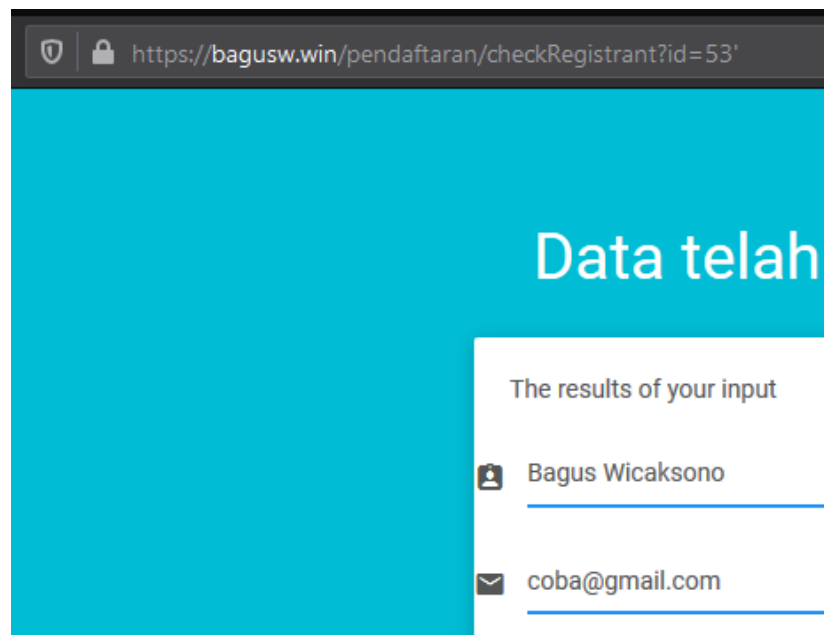 https://bagusw.win/pendaftaran/checkRegistrant?id=53'
Data telah
The results of your input
Bagus Wicaksono
coba@gmail.com